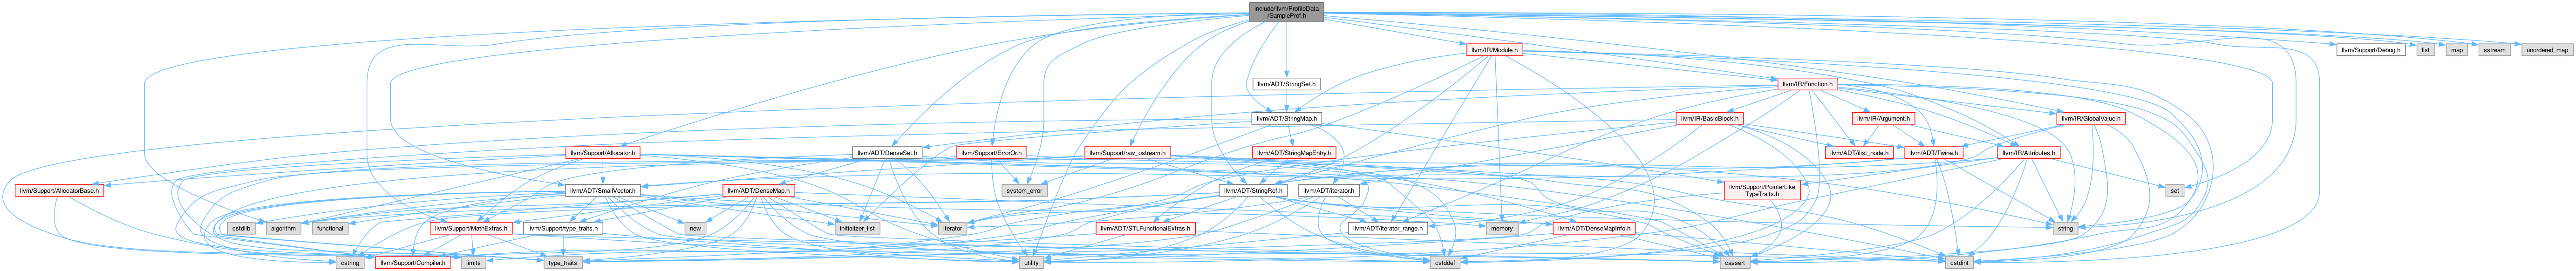 include/llvm/ProfileData
/SampleProf.h
llvm/IR/Module.h
llvm/Support/Debug.h
list
map
sstream
unordered_map
llvm/ADT/StringSet.h
llvm/IR/Function.h
llvm/ADT/StringMap.h
llvm/IR/BasicBlock.h
llvm/IR/Argument.h
llvm/IR/GlobalValue.h
llvm/Support/Allocator.h
llvm/ADT/DenseSet.h
llvm/Support/ErrorOr.h
llvm/Support/raw_ostream.h
llvm/ADT/StringMapEntry.h
llvm/ADT/ilist_node.h
llvm/ADT/Twine.h
llvm/IR/Attributes.h
llvm/Support/AllocatorBase.h
llvm/ADT/SmallVector.h
llvm/ADT/DenseMap.h
system_error
llvm/ADT/StringRef.h
llvm/ADT/iterator.h
llvm/Support/PointerLike
TypeTraits.h
set
cstdlib
algorithm
functional
llvm/Support/MathExtras.h
llvm/Support/type_traits.h
new
initializer_list
iterator
llvm/ADT/STLFunctionalExtras.h
llvm/ADT/iterator_range.h
memory
llvm/ADT/DenseMapInfo.h
string
cstring
llvm/Support/Compiler.h
limits
type_traits
utility
cstddef
cassert
cstdint